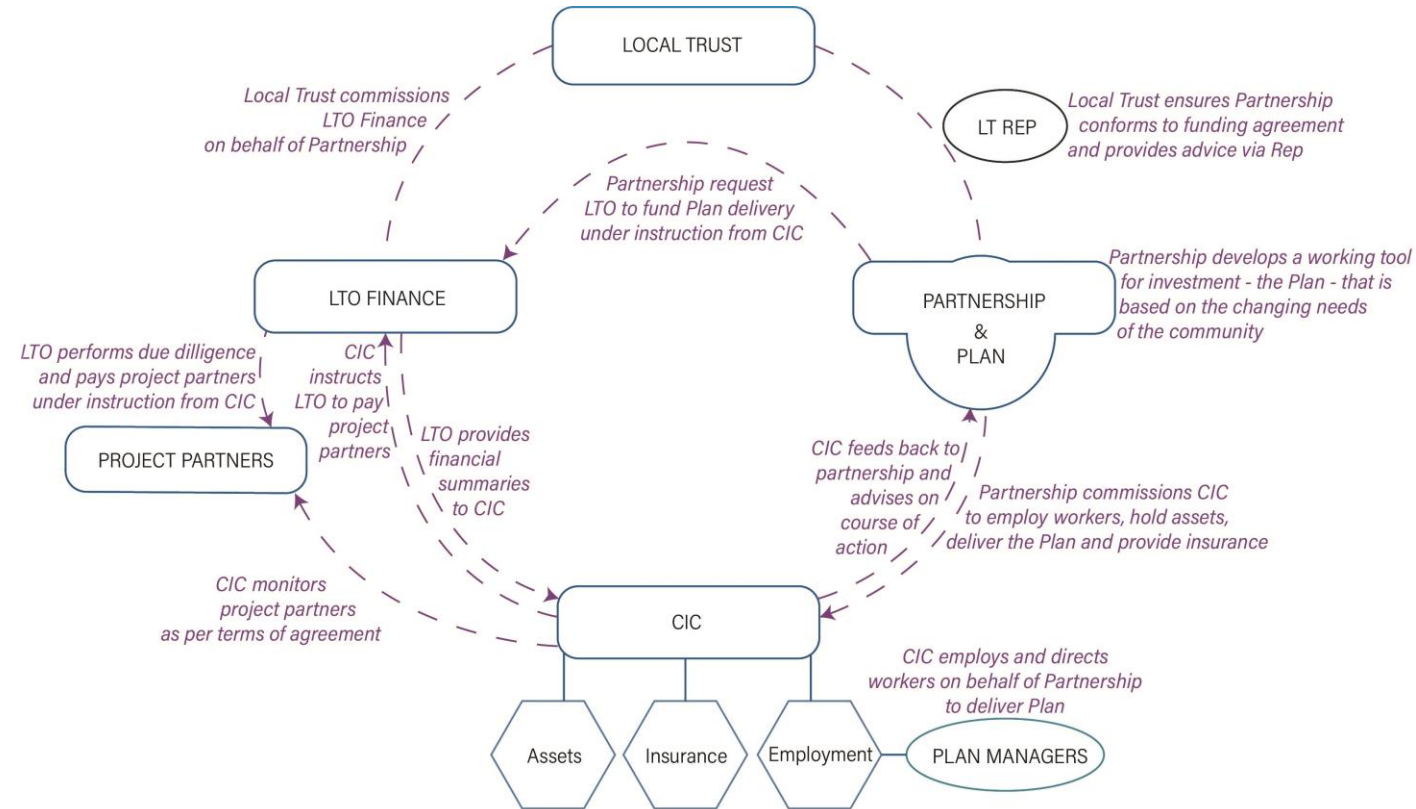 LOCAL TRUST
Local Trust commissions
LTO Finance
on behalf of Partnership
LT REP
Local Trust ensures Partnership
conforms to funding agreement
and provides advice via Rep
Partnership request
LTO to fund Plan delivery
under instruction from CIC
LTO FINANCE
PARTNERSHIP
&
PLAN
Partnership develops a working tool
for investment - the Plan - that is
based on the changing needs
of the community
LTO performs due dilligence
and pays project partners
under instruction from CIC
CIC
instructs
LTO to pay
project
partners
LTO provides
financial
summaries
to CIC
PROJECT PARTNERS
CIC feeds back to
partnership and
advises on
course of
action
Partnership commissions CIC
to employ workers, hold assets,
deliver the Plan and provide insurance
CIC monitors
project partners
as per terms of agreement
CIC
CIC employs and directs
workers on behalf of Partnership
to deliver Plan
Assets
Insurance
Employment
PLAN MANAGERS